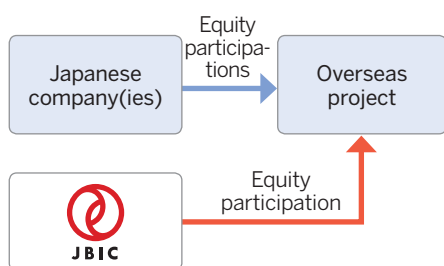 Equity
participa-
tions
Japanese
company(ies)
Overseas
project
Equity
participation
JBIC